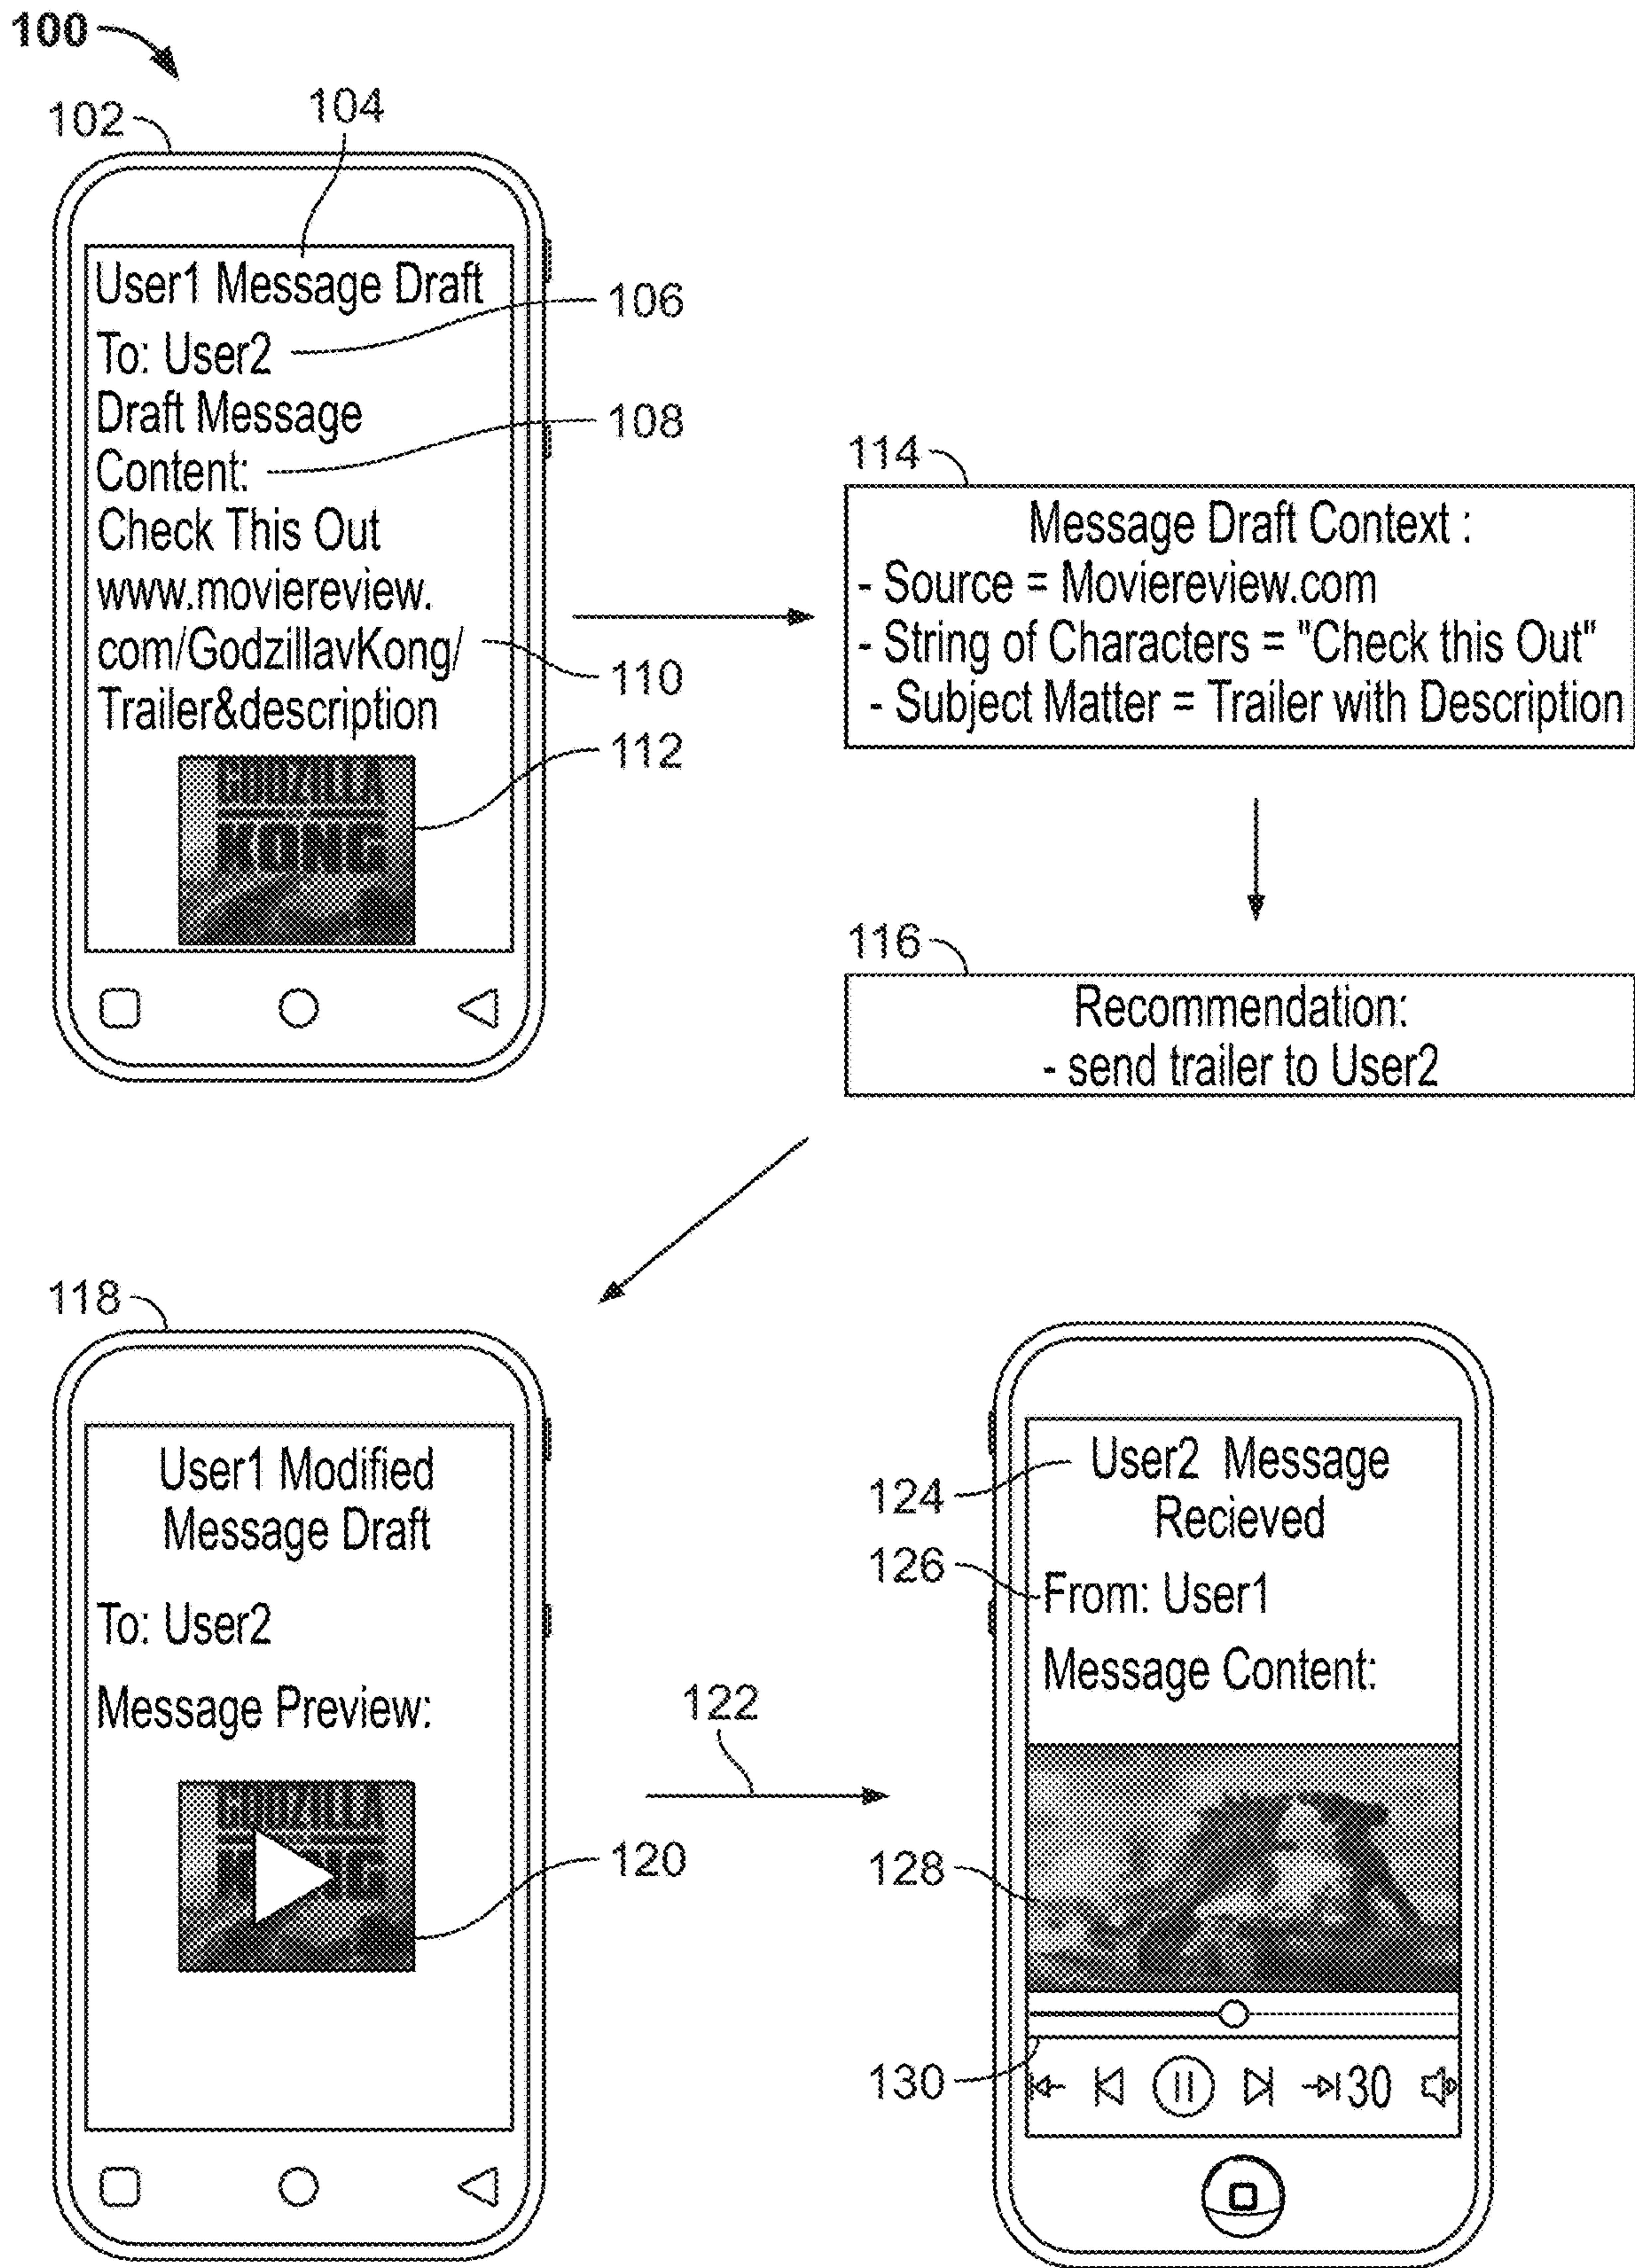 100
102
104
User1 Message Draft
106
To: User2
Draft Message
108
Content:
Check This Out
www.moviereview.
com/GodzillavKong/
110
Trailer&description
112
GODZILLA
KONG
114
Message Draft Context :
- Source = Moviereview.com
- String of Characters = "Check this Out"
- Subject Matter = Trailer with Description
116
Recommendation:
- send trailer to User2
118
User1 Modified
Message Draft
To: User2
Message Preview:
GODZILLA
KONG
120
122
124
User2 Message
Recieved
126
From: User1
Message Content:
128
130
30